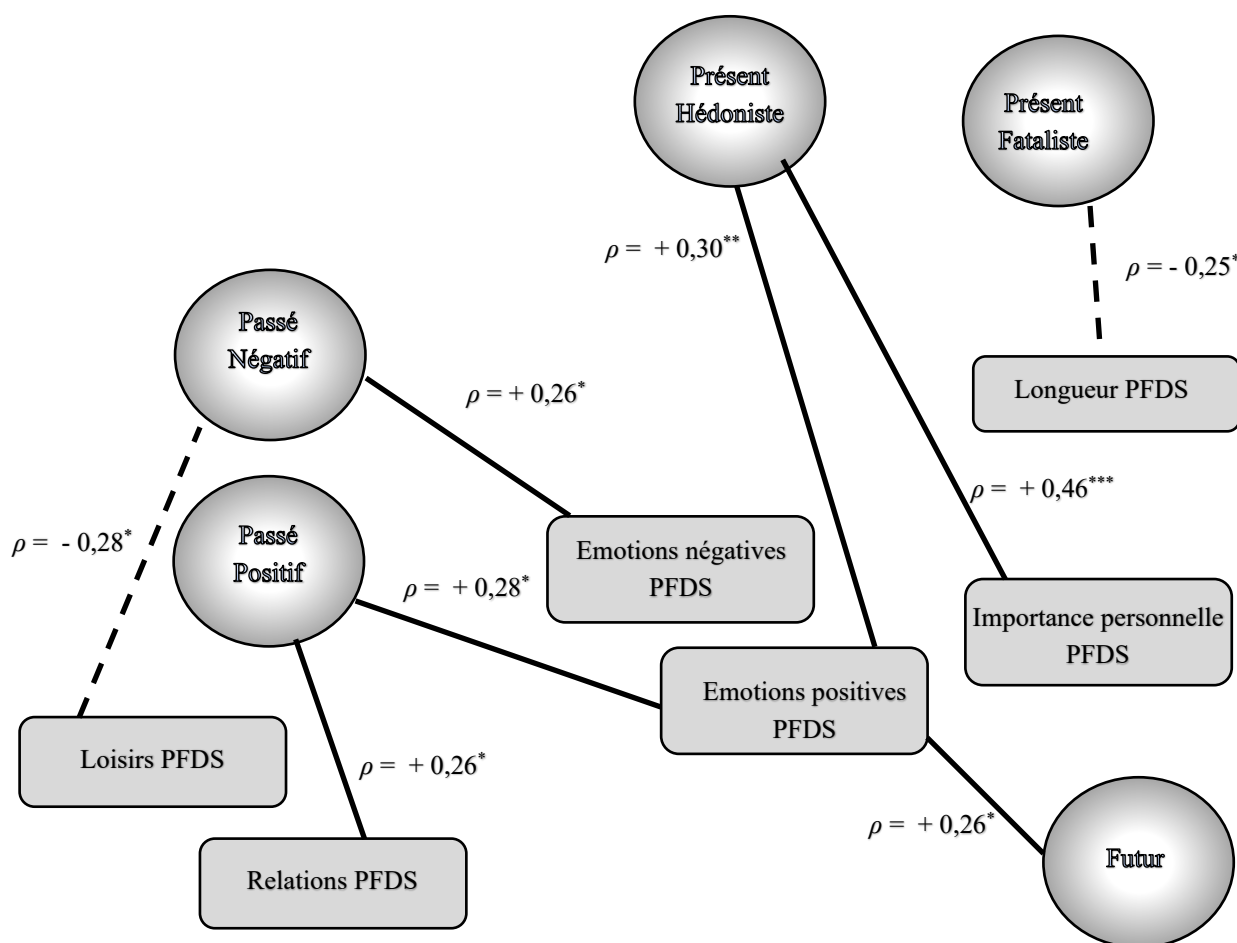 Présent
Hédoniste
Présent
Fataliste
ρ = + 0,30**
ρ = - 0,25*
Passé
Négatif
ρ = + 0,26*
Longueur PFDS
ρ = + 0,46***
ρ = - 0,28*
Passé
Positif
Emotions négatives
PFDS
ρ = + 0,28*
Importance personnelle
PFDS
Emotions positives
PFDS
Loisirs PFDS
ρ = + 0,26*
ρ = + 0,26*
Futur
Relations PFDS